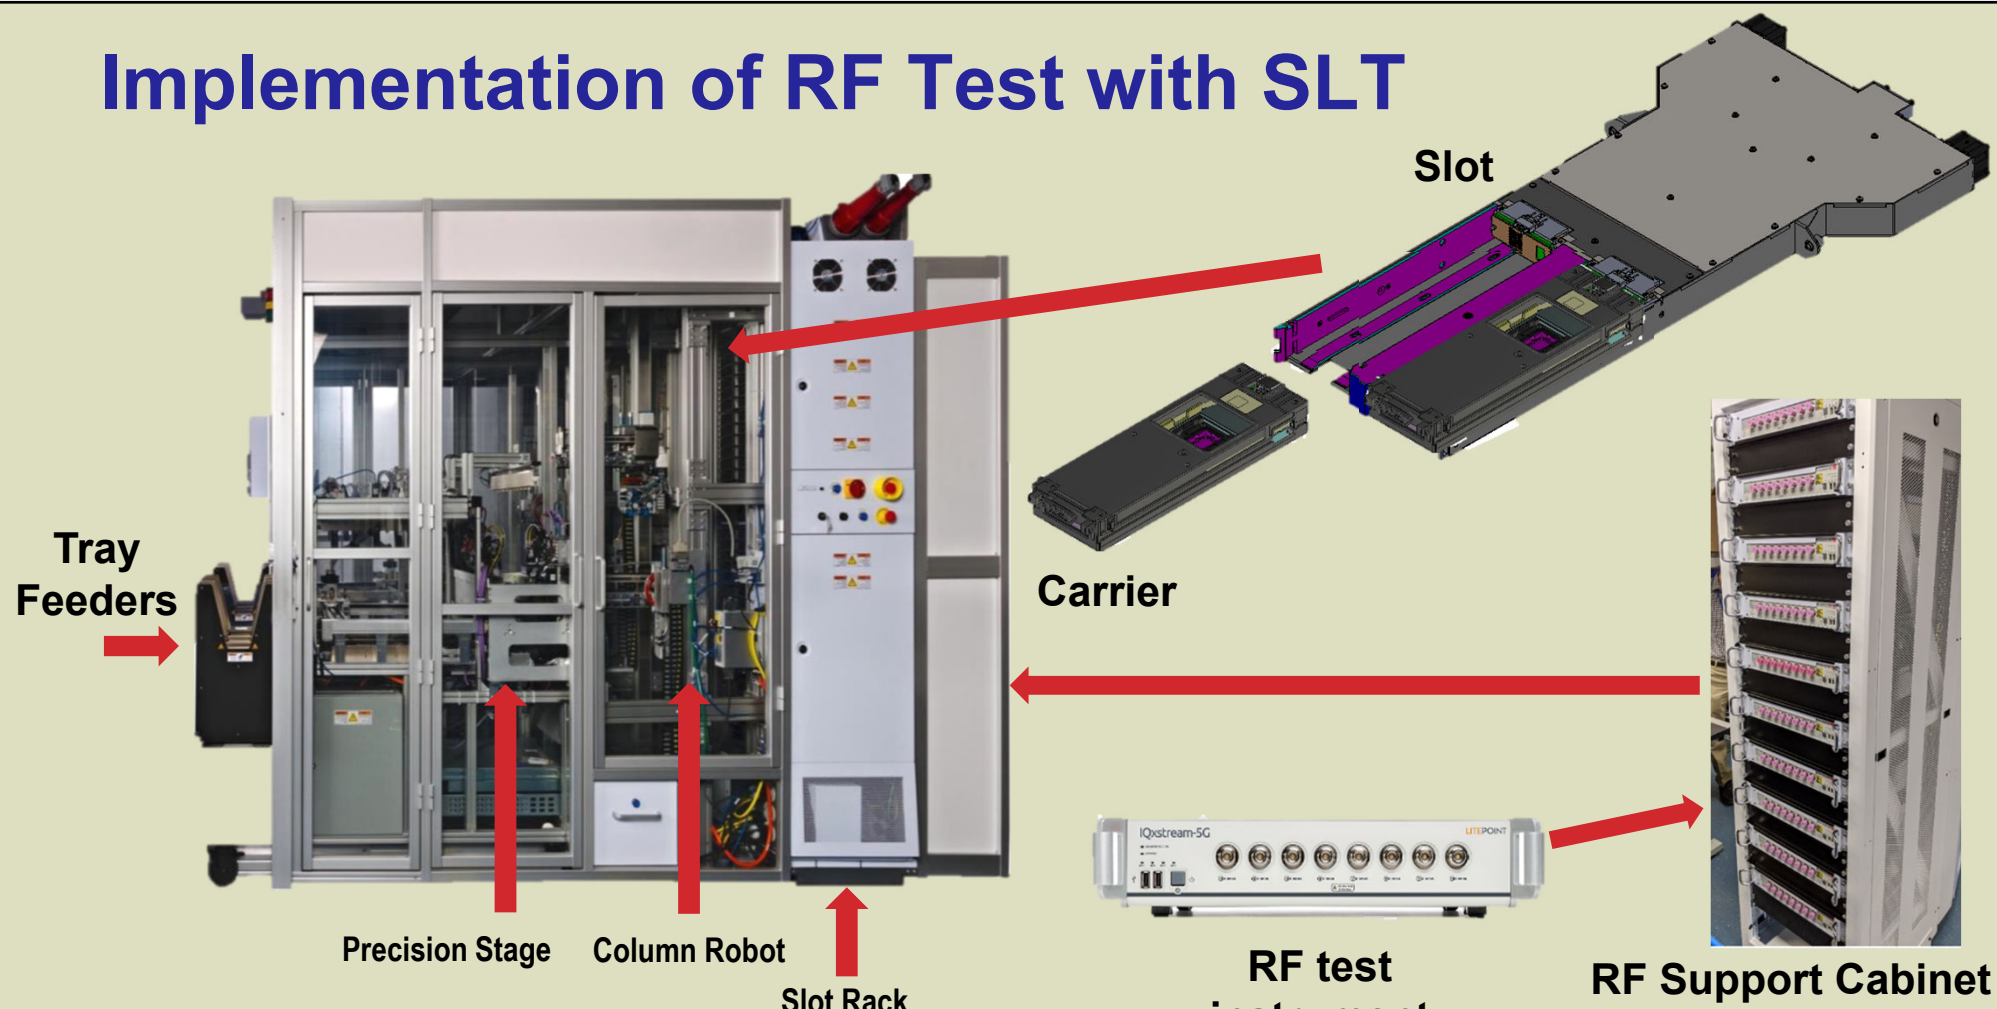 Implementation of RF Test with SLT
Slot
Tray
Feeders
Carrier
IQxstream-5G
LITEPOINT
Precision Stage
Column Robot
Slot Rack
RF test
instrument
RF Support Cabinet